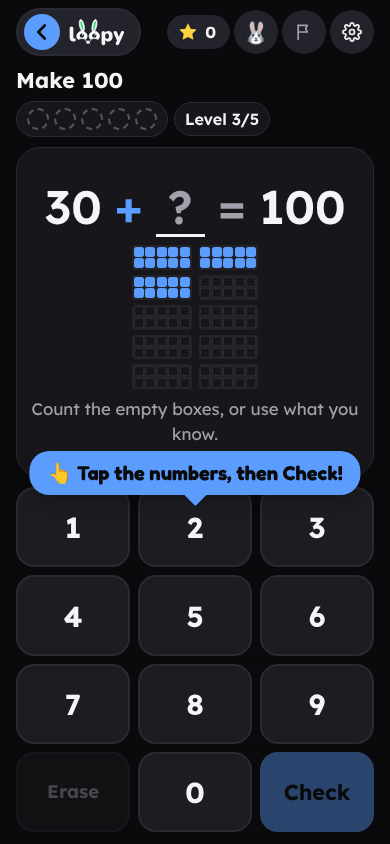 loopy
0
Make 100
Level 3/5
30 + ? = 100
Count the empty boxes, or use what you
know.
👆 Tap the numbers, then Check!
1 2 3
4 5 6
7 8 9
Erase 0 Check